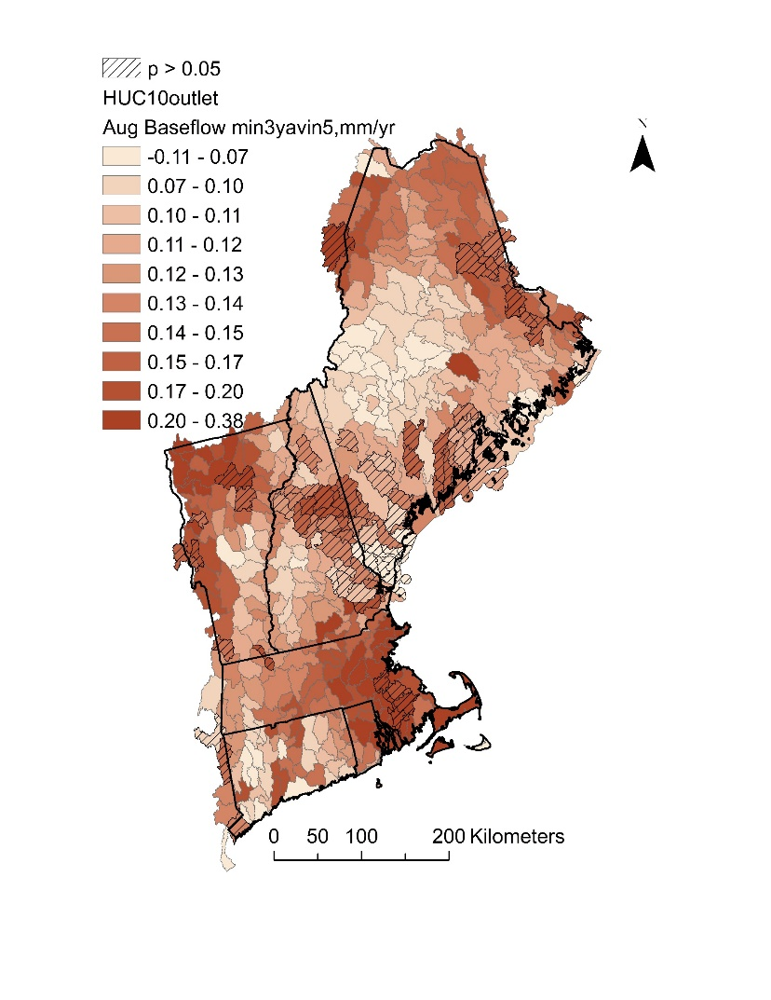 p > 0.05
HUC10outlet
Aug Baseflow min3yavin5,mm/yr
-0.11 - 0.07
0.07 - 0.10
0.10 - 0.11
0.11 - 0.12
0.12 - 0.13
0.13 - 0.14
0.14 - 0.15
0.15 - 0.17
0.17 - 0.20
0.20 - 0.38
N
0 50 100 200 Kilometers